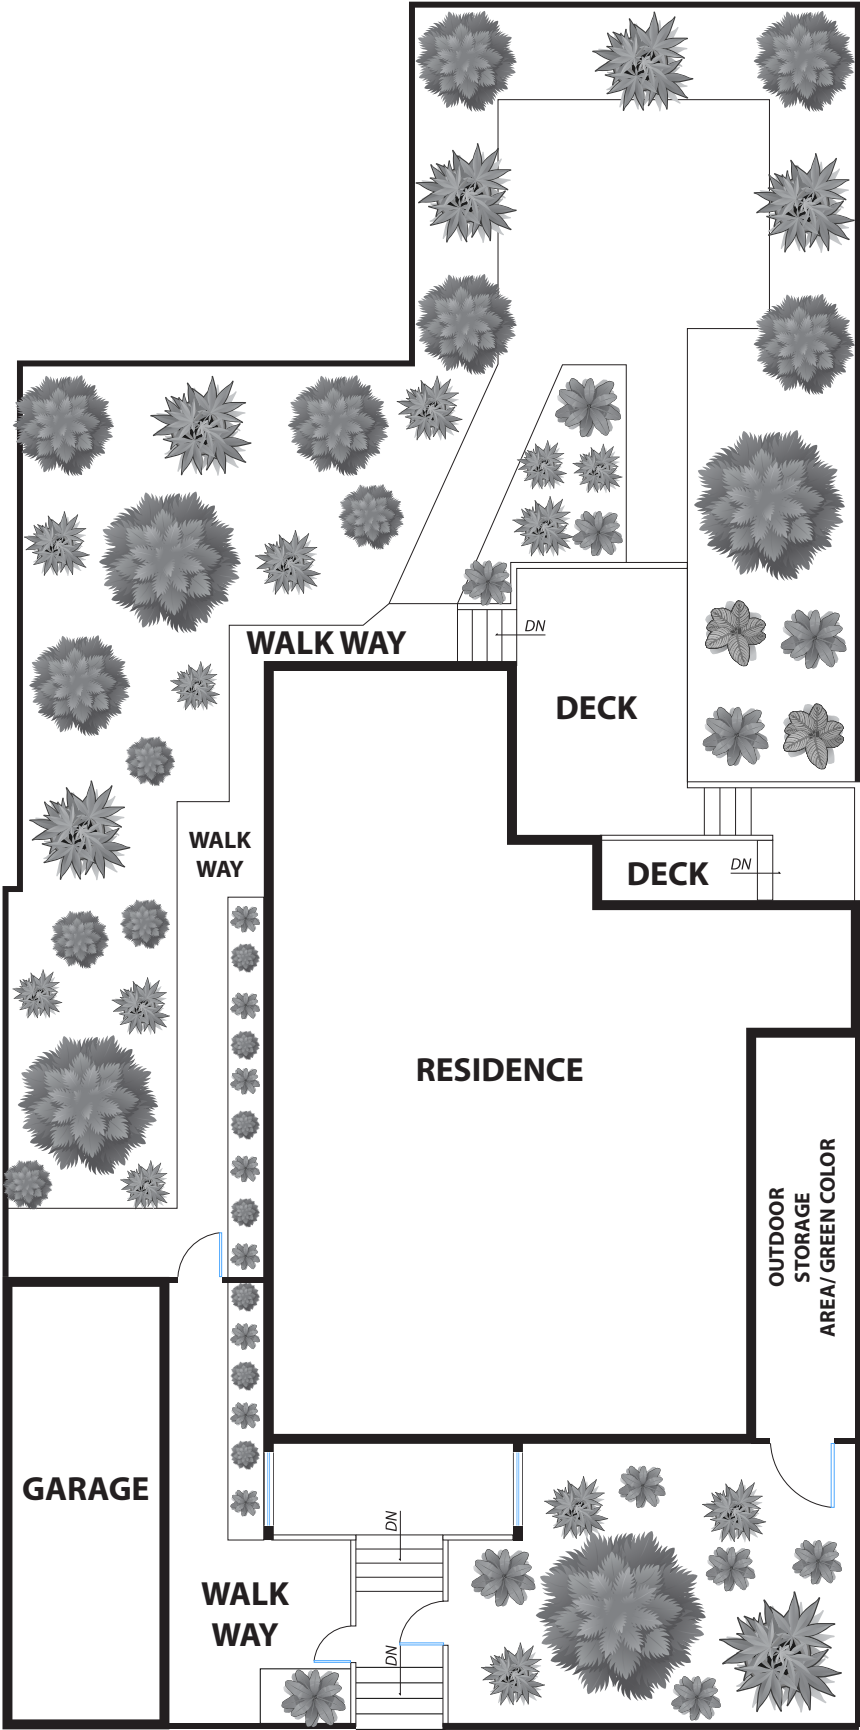 DN
WALK WAY
DECK
WALK
WAY
DN
DECK
RESIDENCE
OUTDOOR
STORAGE
AREA/ GREEN COLOR
GARAGE
DN
WALK
WAY
DN